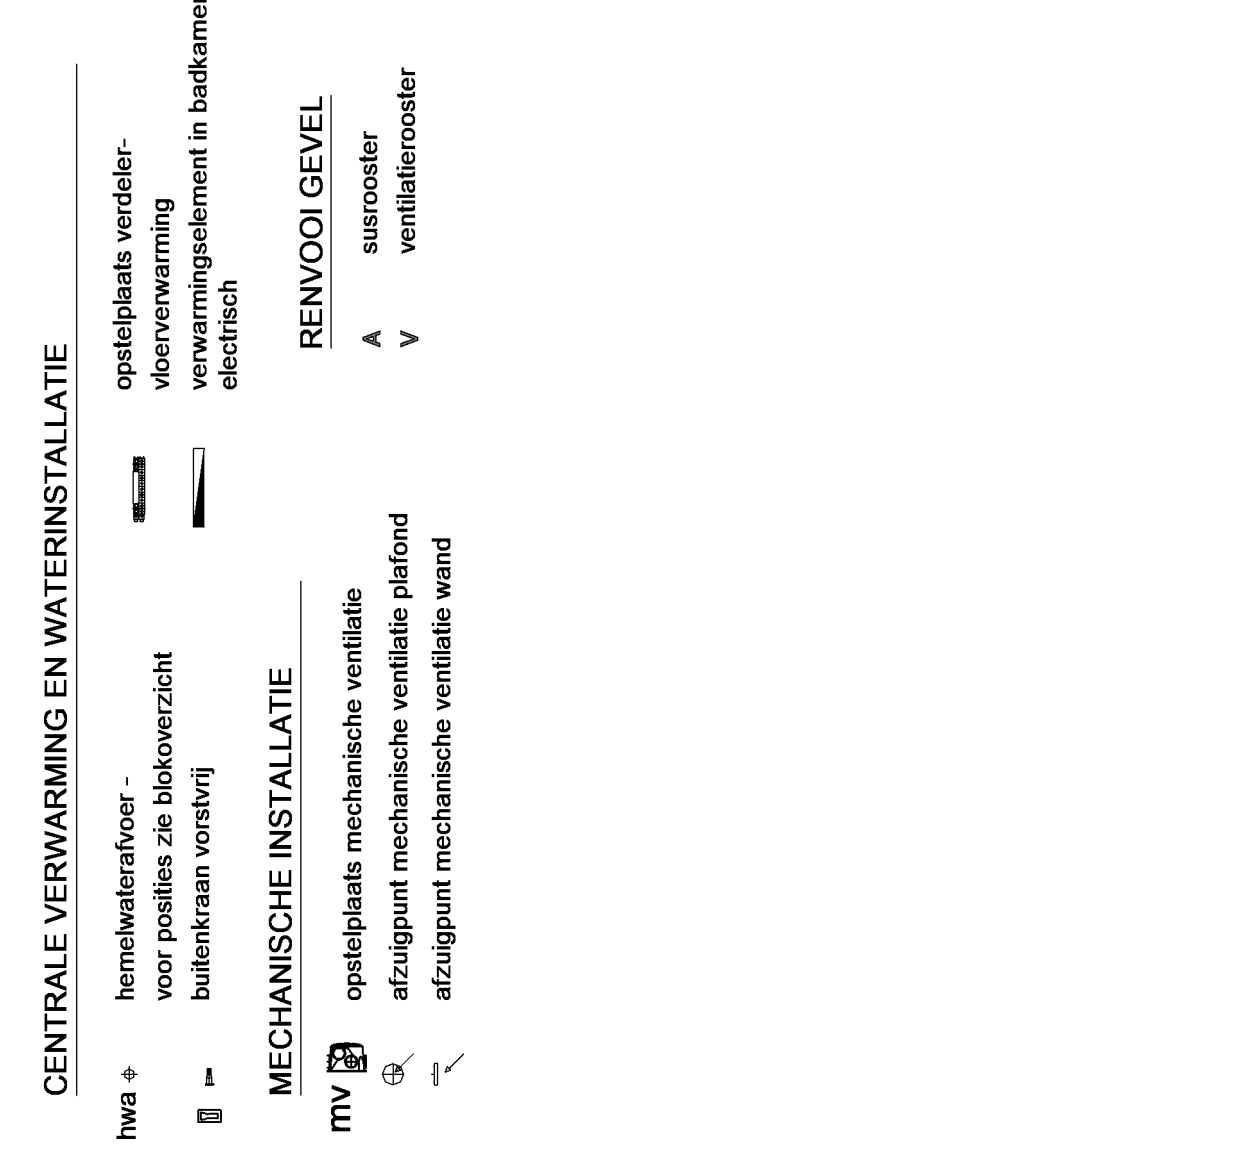 CENTRALE VERWARMING EN WATERINSTALLATIE
hwa
hemelwaterafvoer -
voor posities zie blokoverzicht
buitenkraan vorstvrij
opstelplaats verdeler-
vloerverwarming
verwarmingselement in badkamer
electrisch
MECHANISCHE INSTALLATIE
mv
opstelplaats mechanische ventilatie
afzuigpunt mechanische ventilatie plafond
afzuigpunt mechanische ventilatie wand
RENVOOI GEVEL
A susrooster
V ventilatierooster